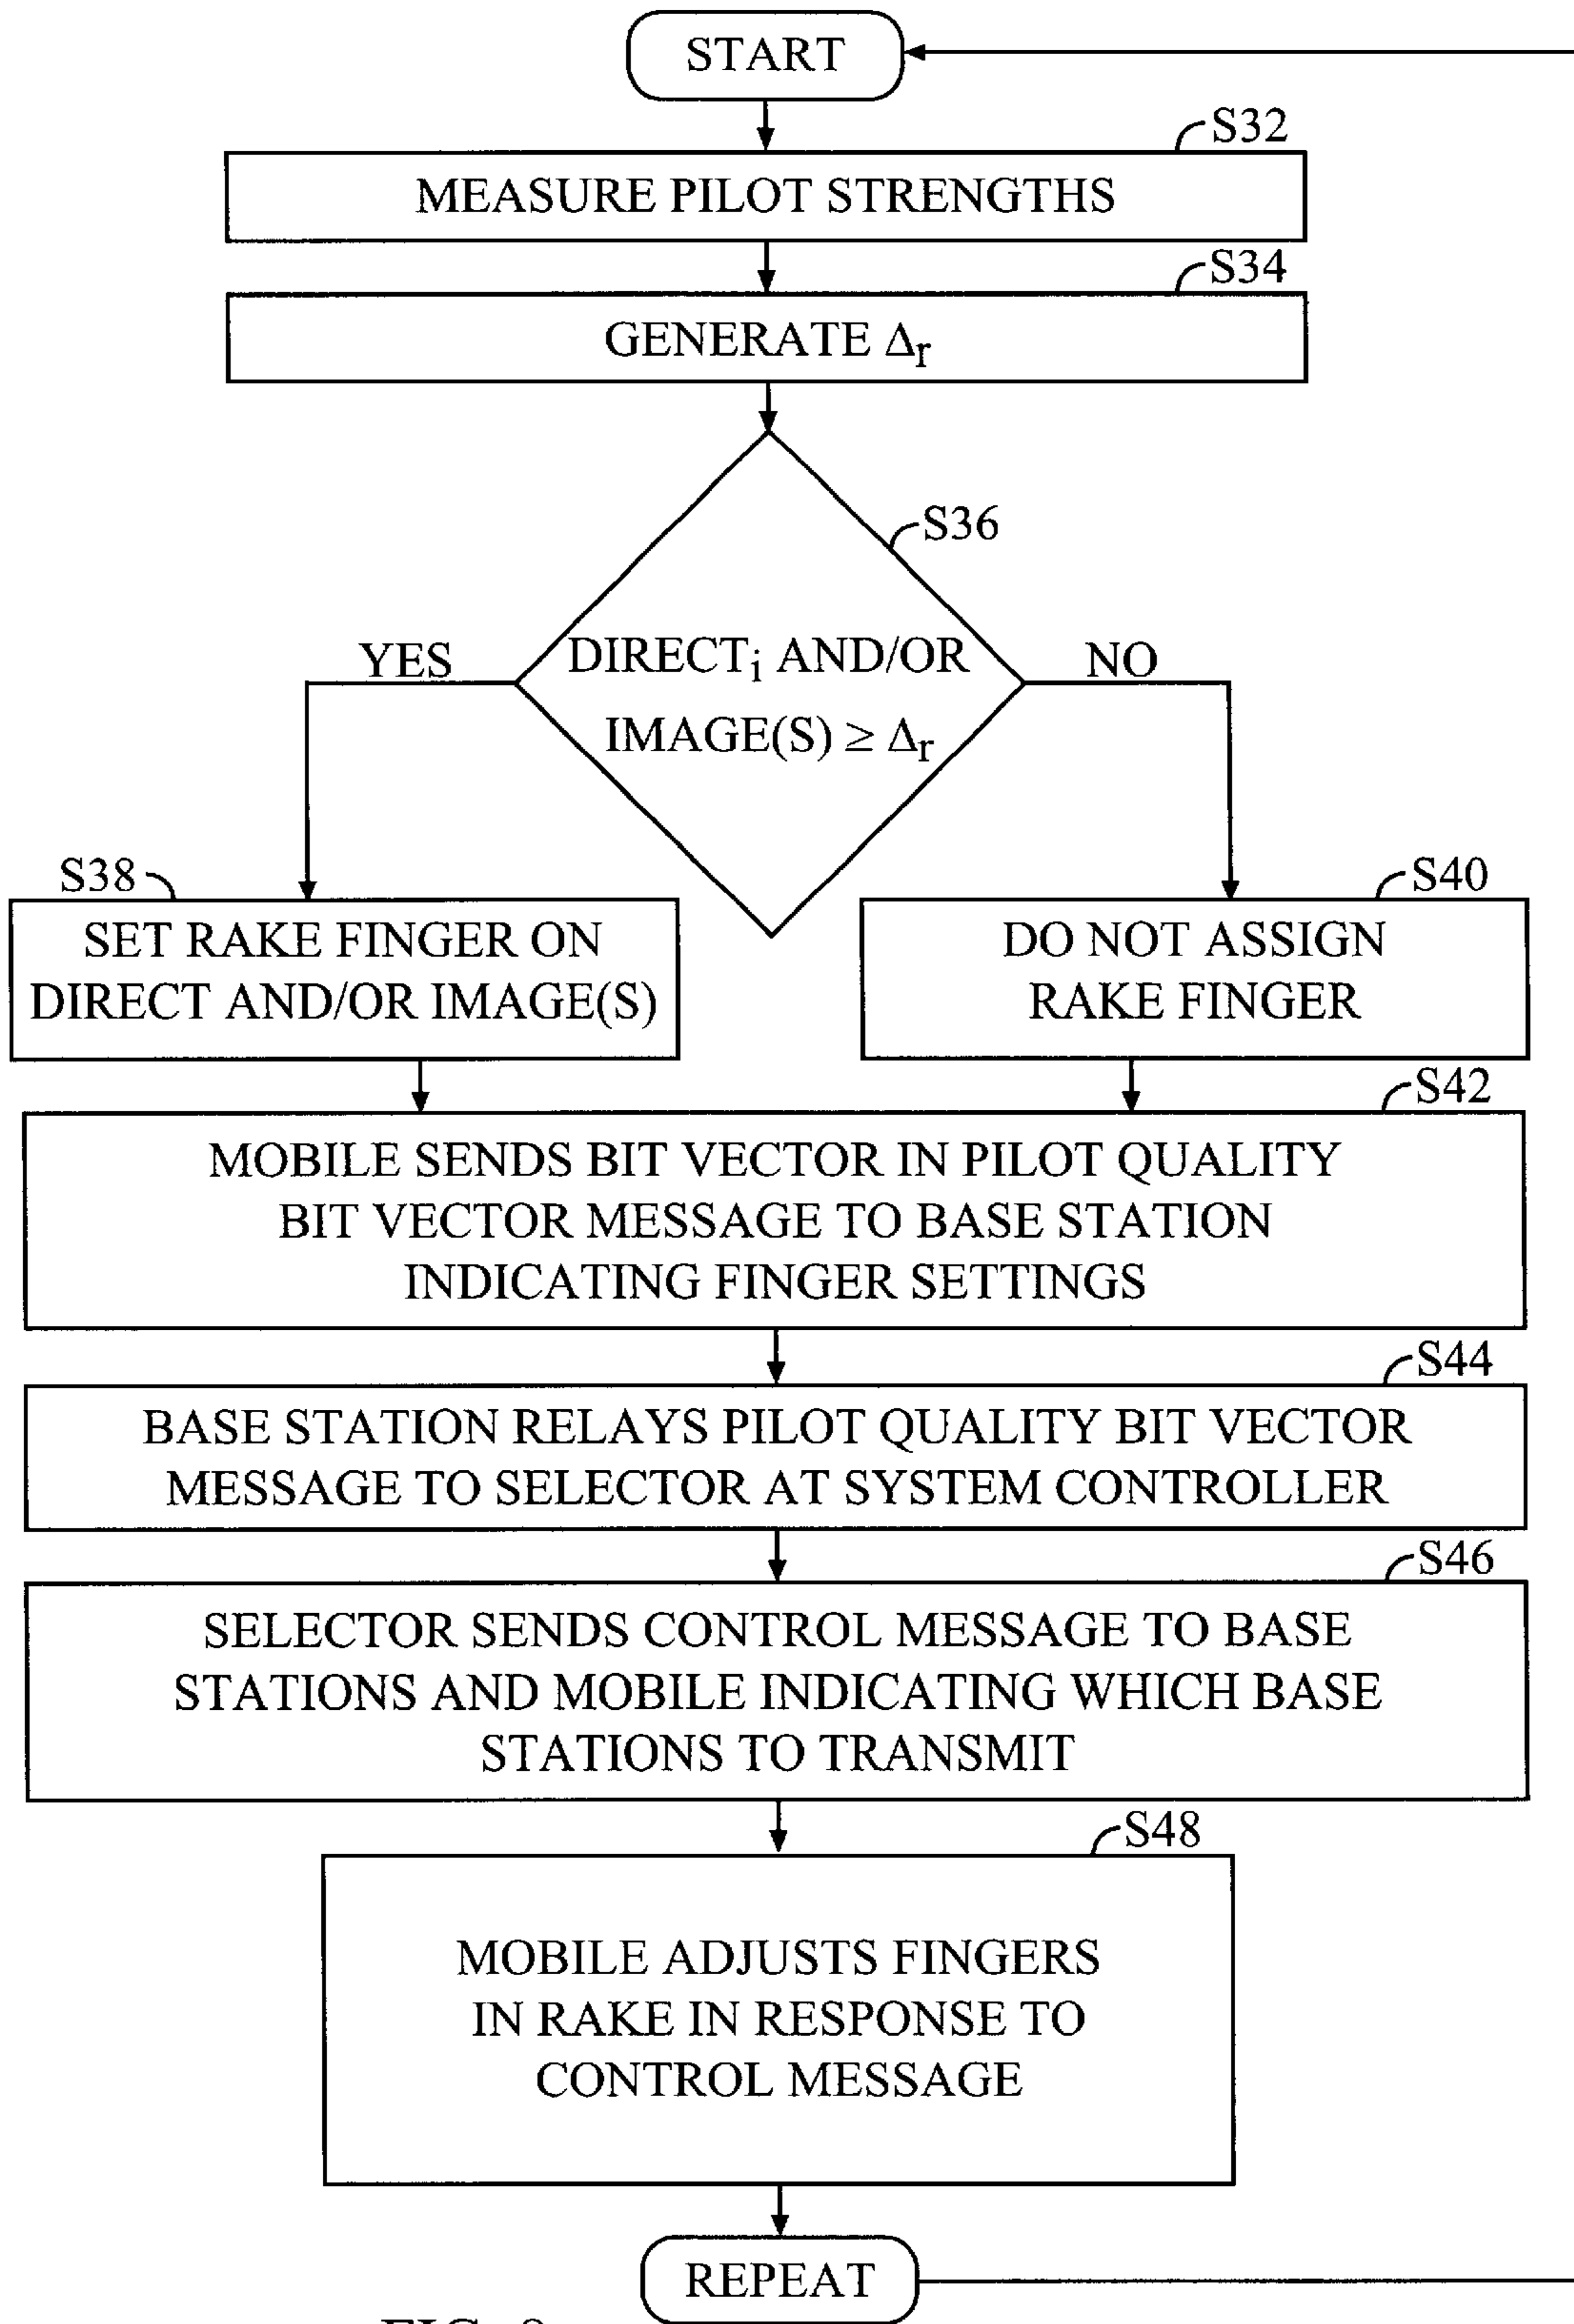 START
S32
MEASURE PILOT STRENGTHS
S34
GENERATE Δr
S36
YES
DIRECTi AND/OR
NO
IMAGE(S) ≥ Δr
S38
S40
SET RAKE FINGER ON
DIRECT AND/OR IMAGE(S)
DO NOT ASSIGN
RAKE FINGER
S42
MOBILE SENDS BIT VECTOR IN PILOT QUALITY
BIT VECTOR MESSAGE TO BASE STATION
INDICATING FINGER SETTINGS
S44
BASE STATION RELAYS PILOT QUALITY BIT VECTOR
MESSAGE TO SELECTOR AT SYSTEM CONTROLLER
S46
SELECTOR SENDS CONTROL MESSAGE TO BASE
STATIONS AND MOBILE INDICATING WHICH BASE
STATIONS TO TRANSMIT
S48
MOBILE ADJUSTS FINGERS
IN RAKE IN RESPONSE TO
CONTROL MESSAGE
REPEAT
FIG.